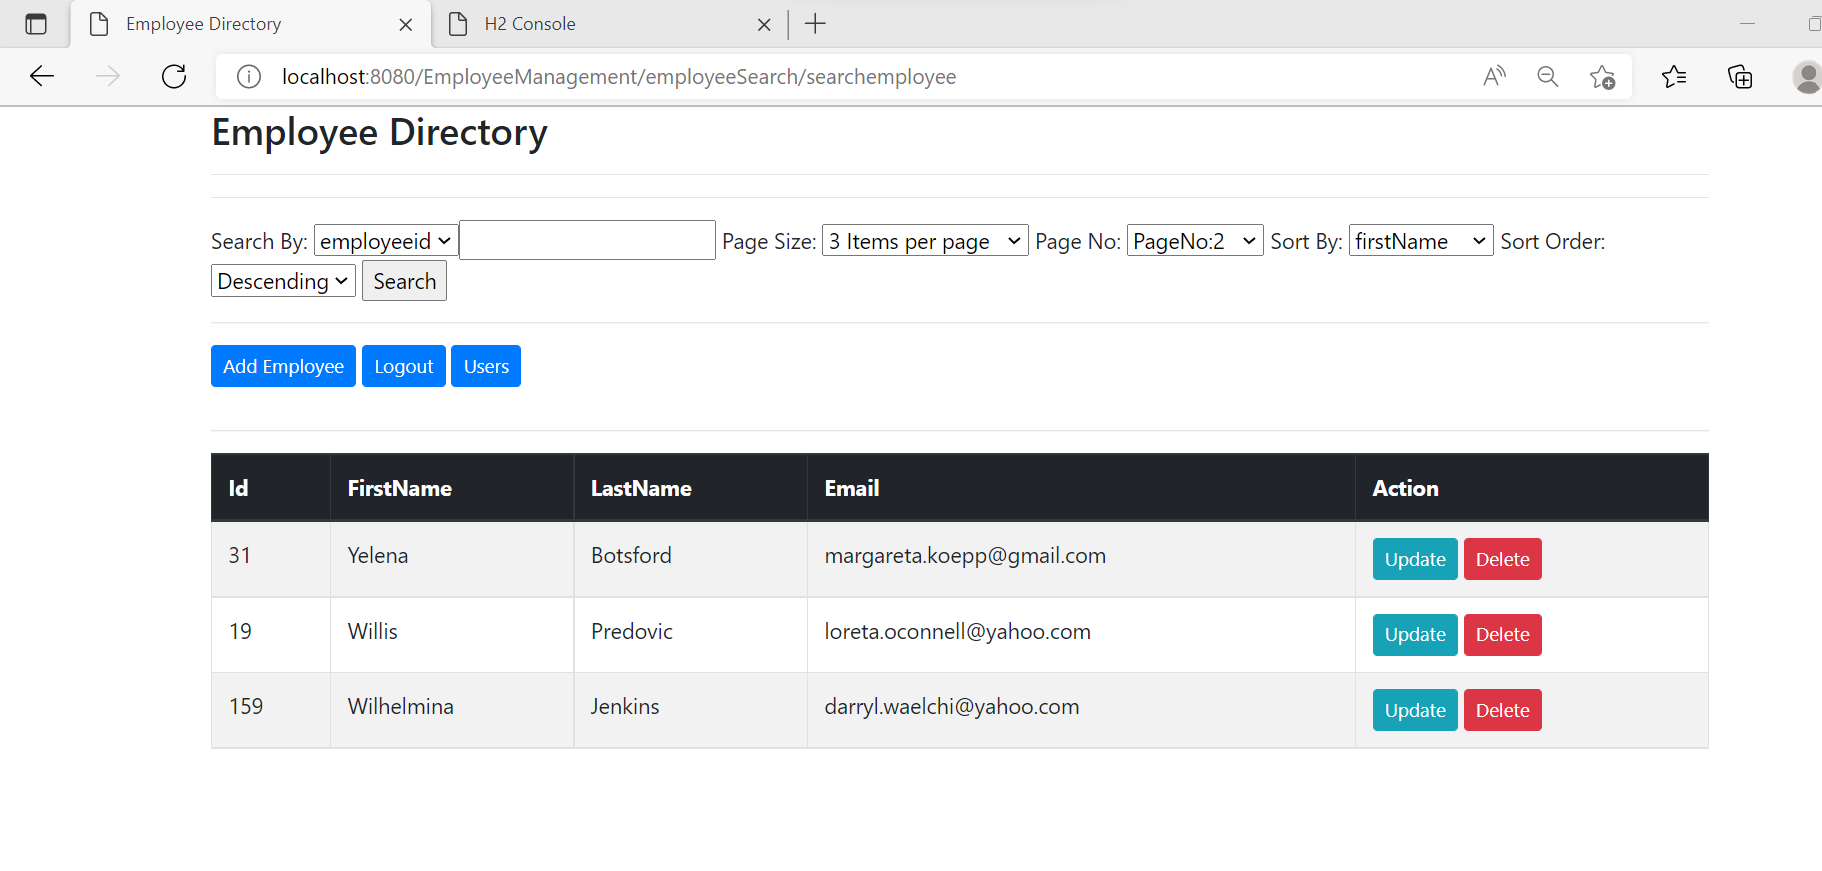 Employee Directory
H2 Console
localhost:8080/EmployeeManagement/employeeSearch/searchemployee
Employee Directory
Search By: employeeid Page Size: 3 Items per page Page No: PageNo:2 Sort By: firstName Sort Order:
Descending Search
Add Employee Logout Users
Id FirstName LastName Email Action
31 Yelena Botsford margareta.koepp@gmail.com Update Delete
19 Willis Predovic loreta.oconnell@yahoo.com Update Delete
159 Wilhelmina Jenkins darryl.waelchi@yahoo.com Update Delete